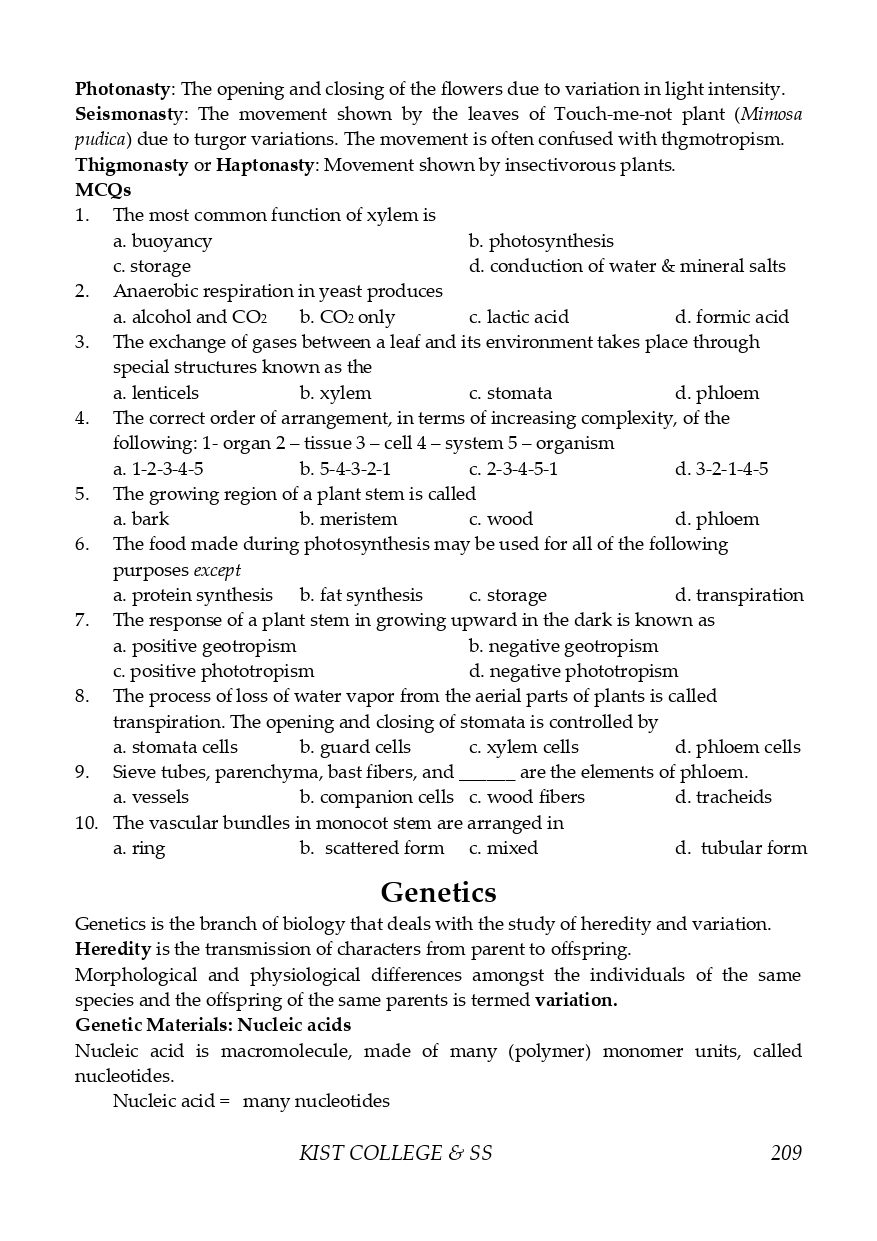 Photonasty: The opening and closing of the flowers due to variation in light intensity.
Seismonasty: The movement shown by the leaves of Touch-me-not plant (Mimosa
pudica) due to turgor variations. The movement is often confused with thgmotropism.
Thigmonasty or Haptonasty: Movement shown by insectivorous plants.
MCQs
1. The most common function of xylem is
a. buoyancy b. photosynthesis
c. storage d. conduction of water & mineral salts
2. Anaerobic respiration in yeast produces
a. alcohol and CO2 b. CO2 only c. lactic acid d. formic acid
3. The exchange of gases between a leaf and its environment takes place through
special structures known as the
a. lenticels b. xylem c. stomata d. phloem
4. The correct order of arrangement, in terms of increasing complexity, of the
following: 1- organ 2 – tissue 3 – cell 4 – system 5 – organism
a. 1-2-3-4-5 b. 5-4-3-2-1 c. 2-3-4-5-1 d. 3-2-1-4-5
5. The growing region of a plant stem is called
a. bark b. meristem c. wood d. phloem
6. The food made during photosynthesis may be used for all of the following
purposes except
a. protein synthesis b. fat synthesis c. storage d. transpiration
7. The response of a plant stem in growing upward in the dark is known as
a. positive geotropism b. negative geotropism
c. positive phototropism d. negative phototropism
8. The process of loss of water vapor from the aerial parts of plants is called
transpiration. The opening and closing of stomata is controlled by
a. stomata cells b. guard cells c. xylem cells d. phloem cells
9. Sieve tubes, parenchyma, bast fibers, and ______ are the elements of phloem.
a. vessels b. companion cells c. wood fibers d. tracheids
10. The vascular bundles in monocot stem are arranged in
a. ring b. scattered form c. mixed d. tubular form
Genetics
Genetics is the branch of biology that deals with the study of heredity and variation.
Heredity is the transmission of characters from parent to offspring.
Morphological and physiological differences amongst the individuals of the same
species and the offspring of the same parents is termed variation.
Genetic Materials: Nucleic acids
Nucleic acid is macromolecule, made of many (polymer) monomer units, called
nucleotides.
Nucleic acid = many nucleotides
KIST COLLEGE & SS 209